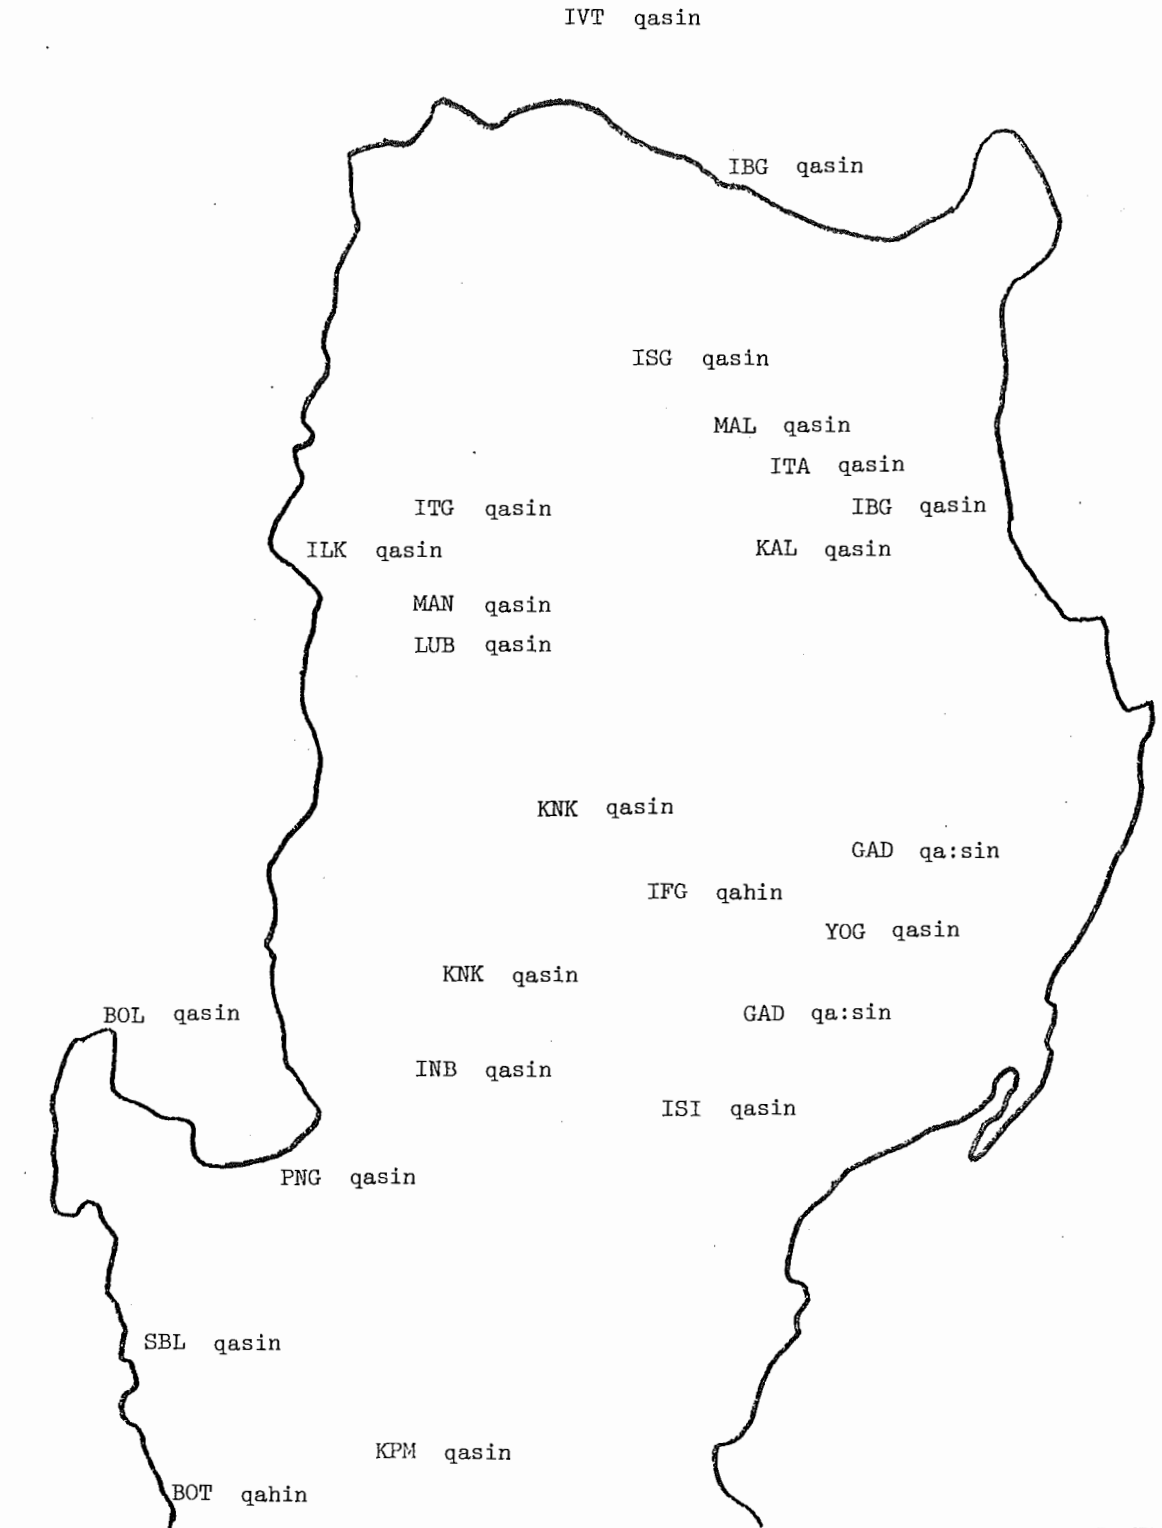 IVT qasin
IBG qasin
ISG qasin
MAL qasin
ITA qasin
ITG qasin
IBG qasin
ILK qasin
KAL qasin
MAN qasin
LUB qasin
KNK qasin
GAD qa:sin
IFG qahin
YOG qasin
KNK qasin
BOL qasin
GAD qa:sin
INB qasin
ISI qasin
PNG qasin
SBL qasin
KPM qasin
BOT qahin